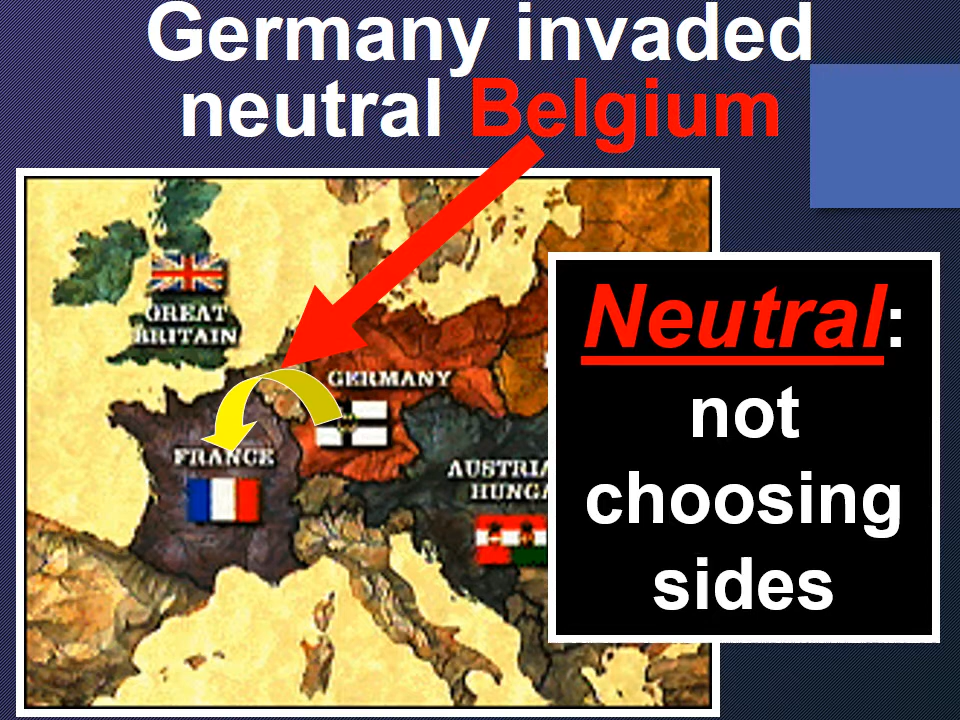 Germany invaded
neutral Belgium
GREAT
BRITAIN
GERMANY
FRANCE
AUSTRIA
HUNGA
Neutral:
not
choosing
sides